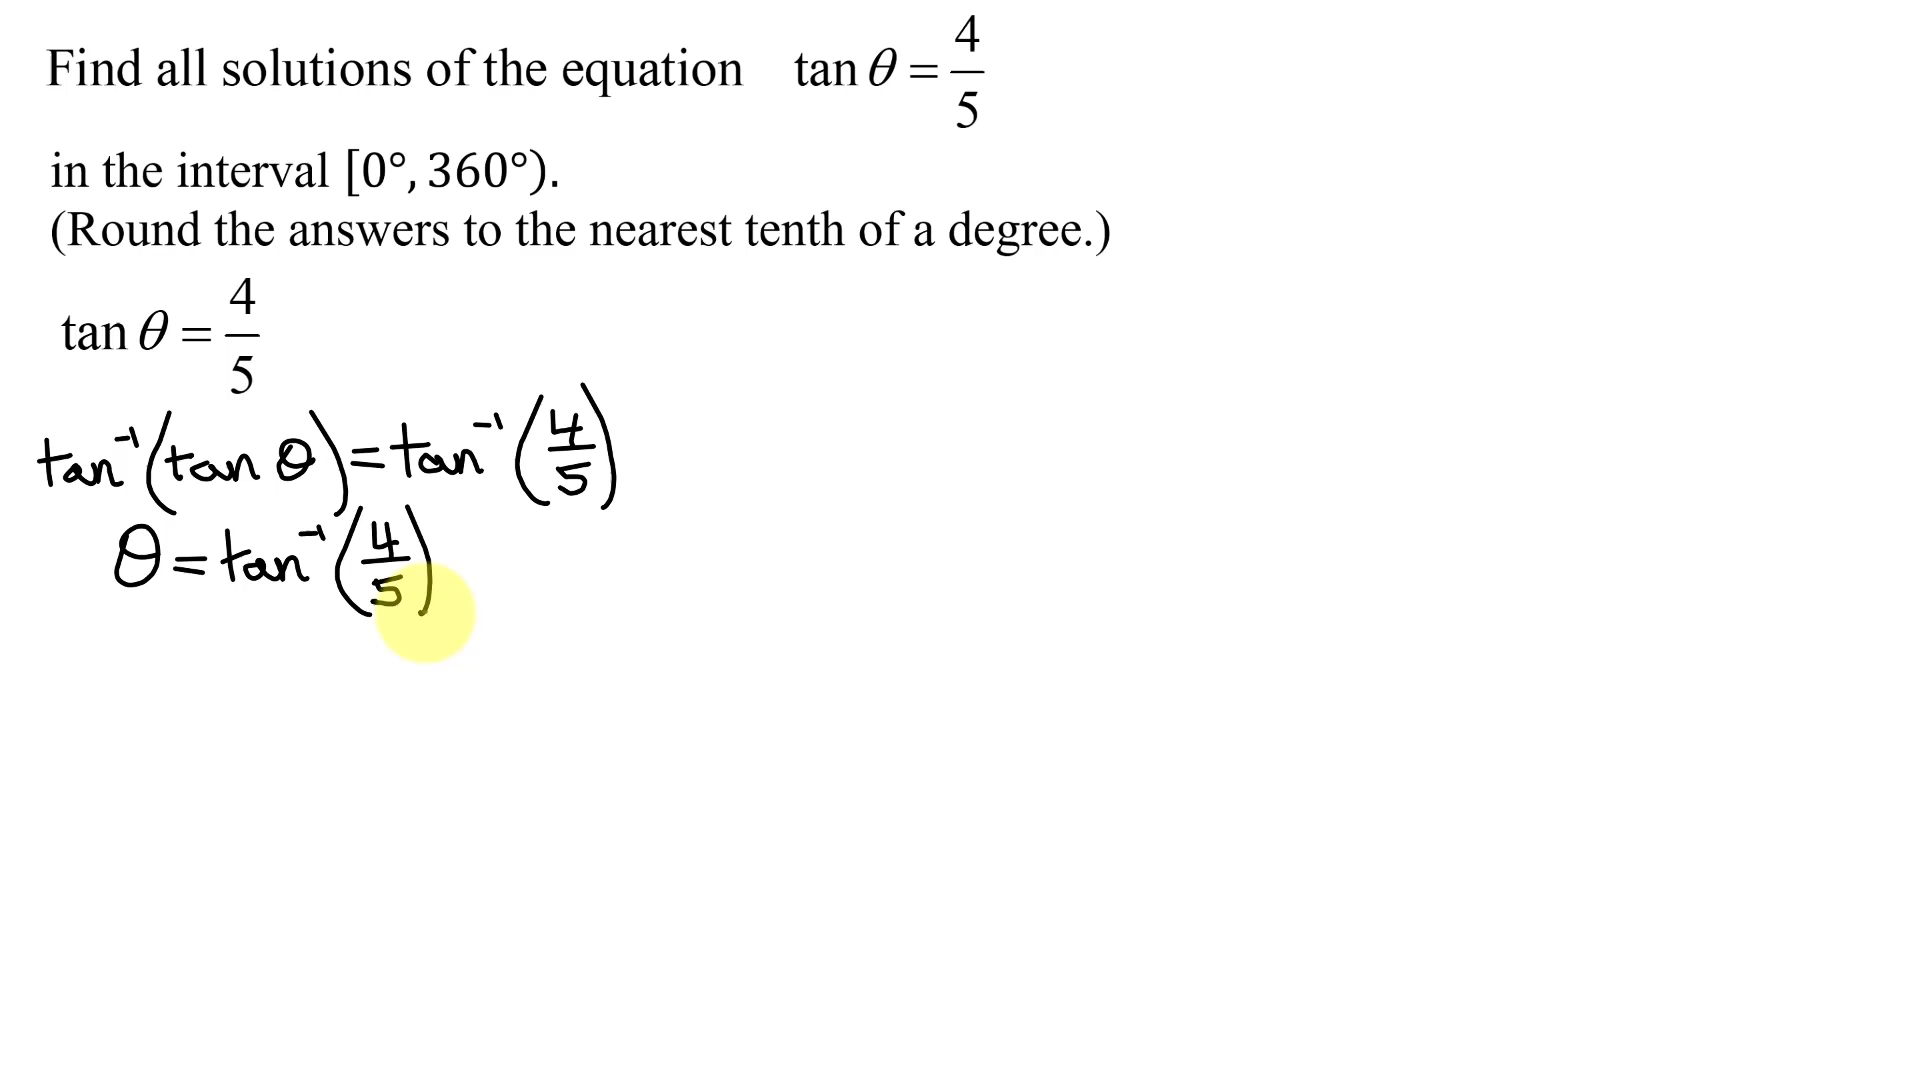 Find all solutions of the equation tan θ = 4/5
in the interval [0°, 360°).
(Round the answers to the nearest tenth of a degree.)
tan θ = 4/5
tan⁻¹(tan θ) = tan⁻¹(4/5)
θ = tan⁻¹(4/5)